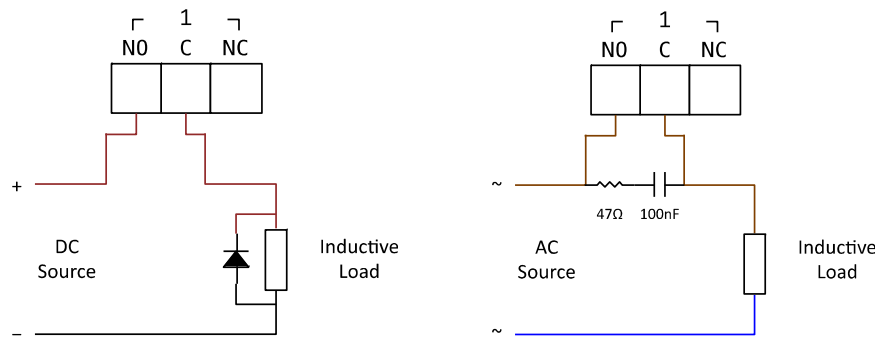 1
NO C NC
+
DC
Source
–
Inductive
Load
1
NO C NC
~
47Ω 100nF
AC
Source
~
Inductive
Load